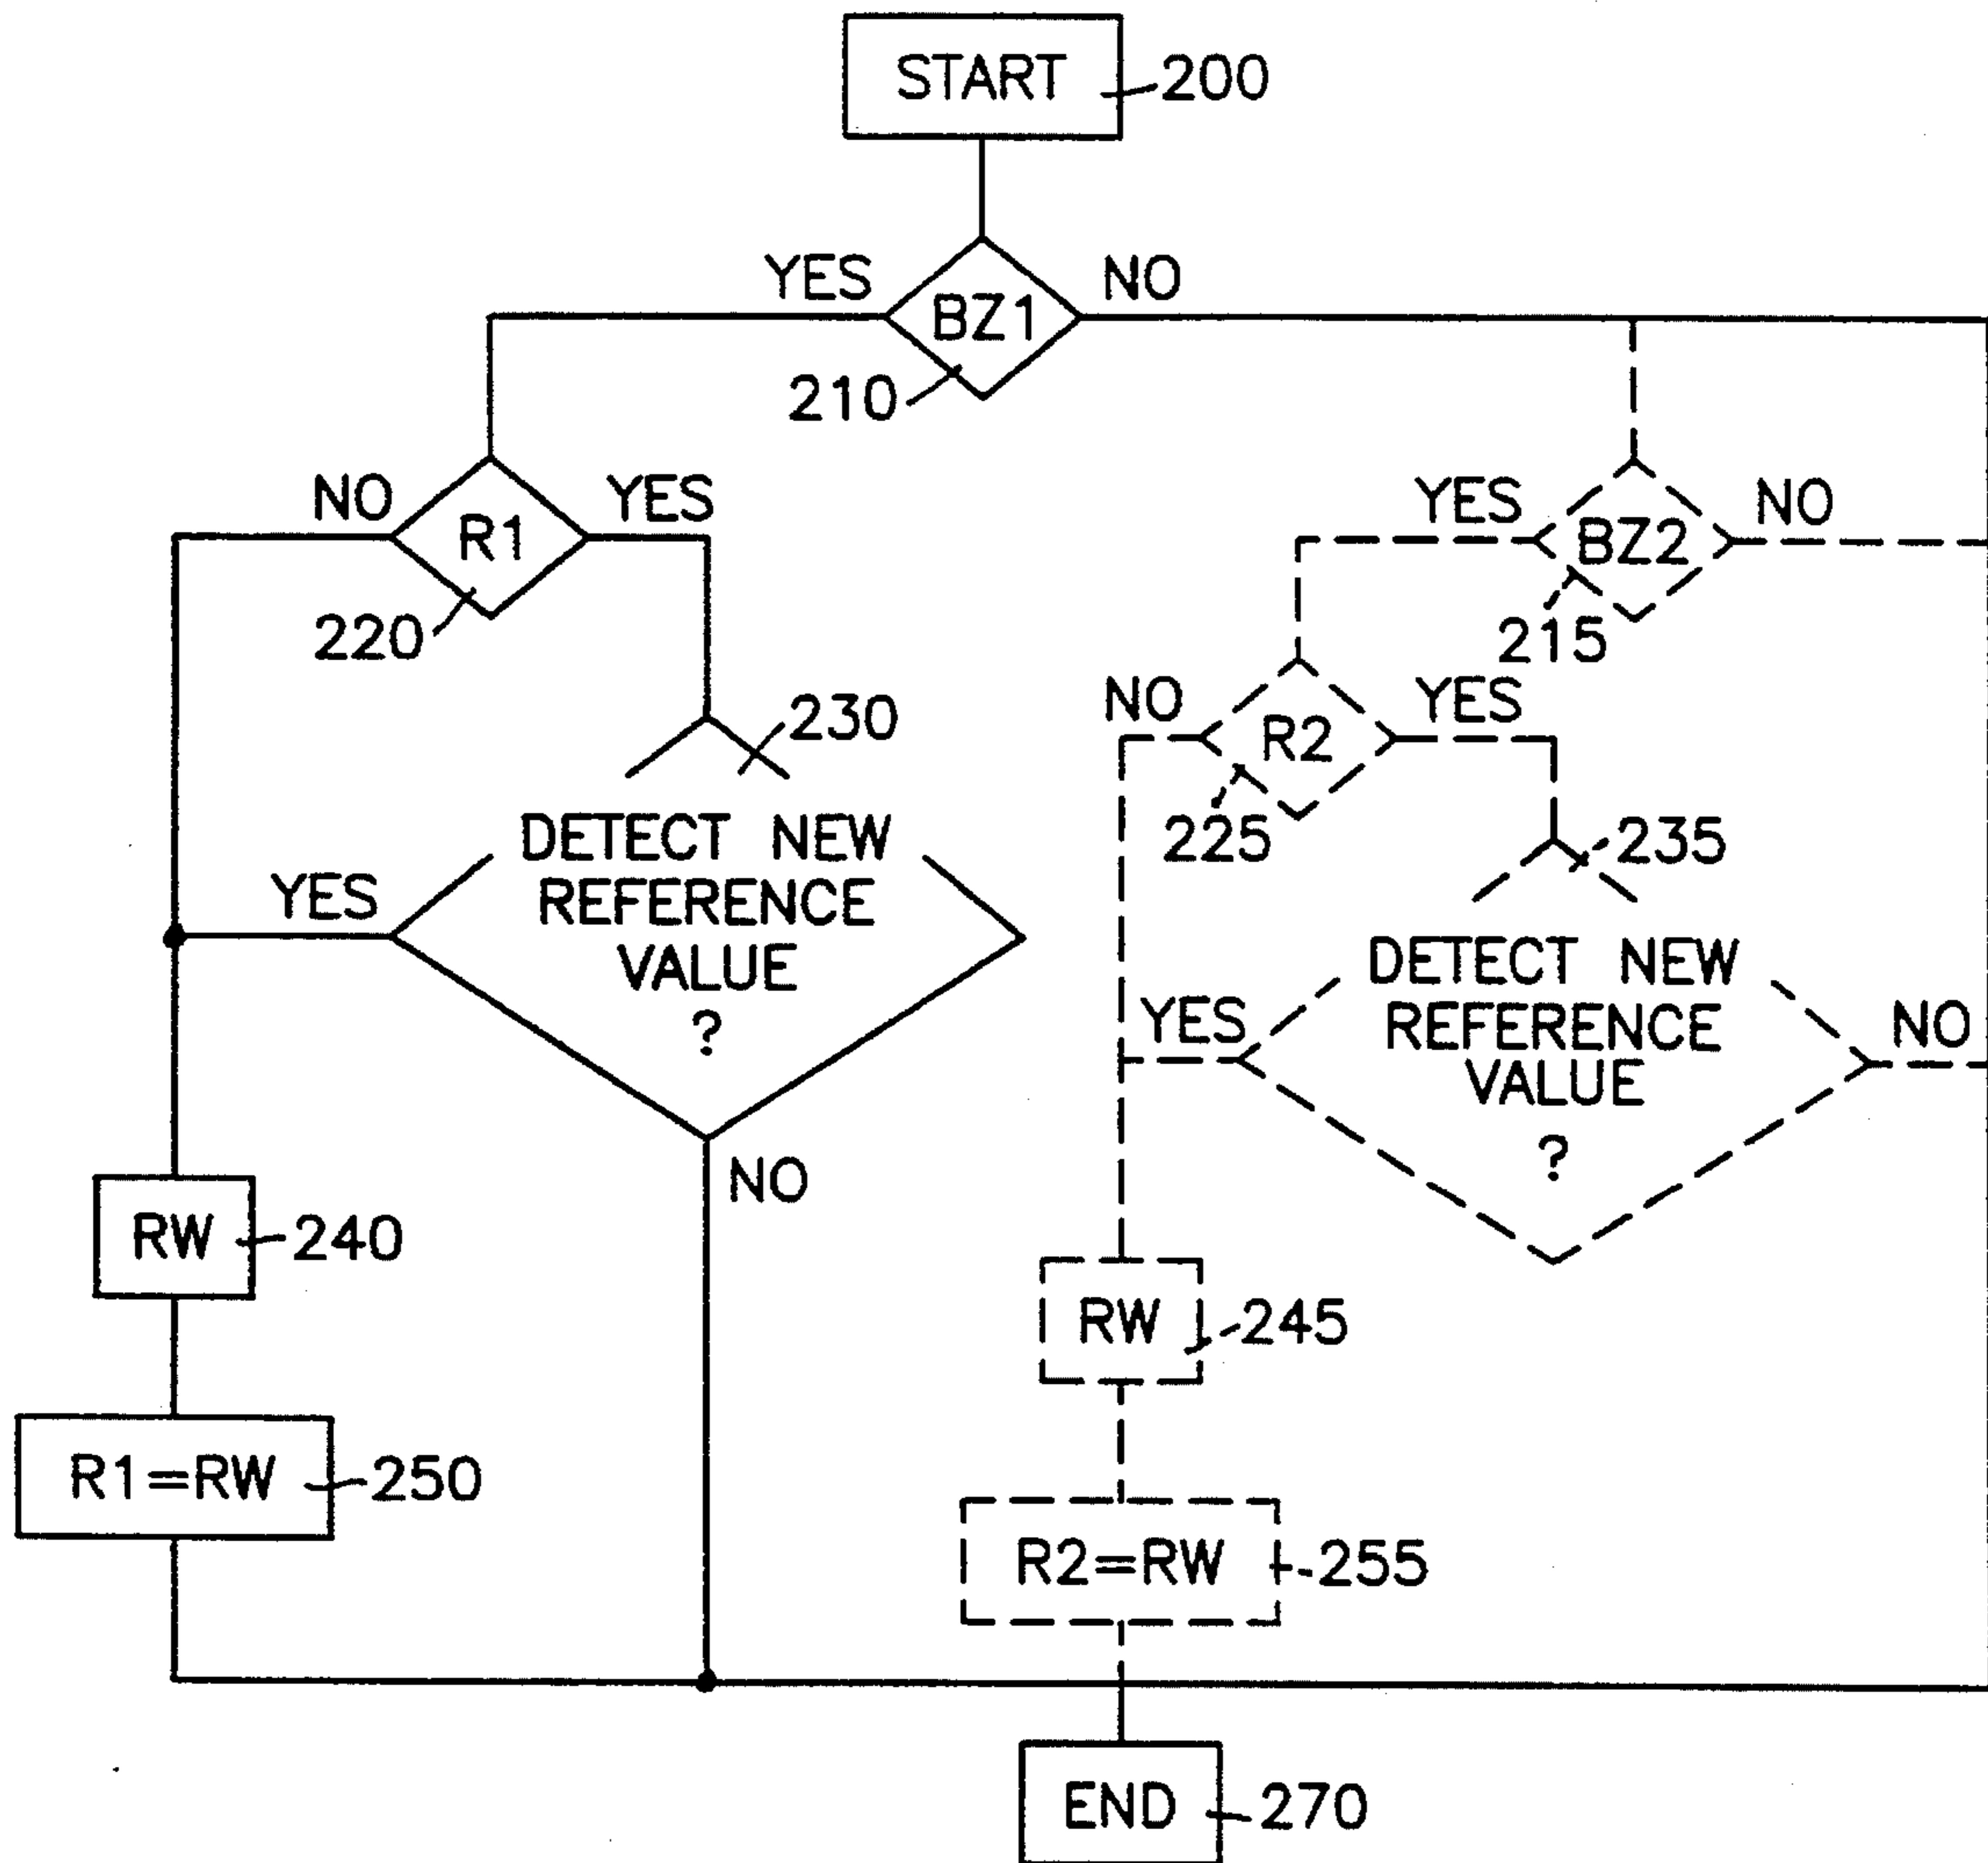 START
200
YES
BZ1
NO
210
NO
R1
YES
220
YES
BZ2
NO
215
NO
R2
YES
225
230
235
YES
DETECT NEW
REFERENCE
VALUE
?
NO
YES
DETECT NEW
REFERENCE
VALUE
?
NO
RW
240
RW
245
R1=RW
250
R2=RW
255
END
270